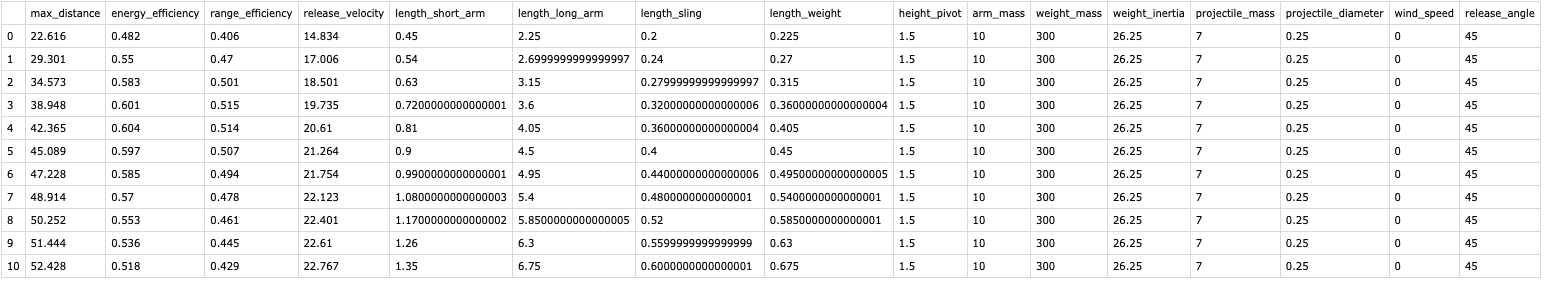 max_distance energy_efficiency range_efficiency release_velocity length_short_arm length_long_arm length_sling length_weight height_pivot arm_mass weight_mass weight_inertia projectile_mass projectile_diameter wind_speed release_angle
0 22.616 0.482 0.406 14.834 0.45 2.25 0.2 0.225 1.5 10 300 26.25 7 0.25 0 45
1 29.301 0.55 0.47 17.006 0.54 2.6999999999999997 0.24 0.27 1.5 10 300 26.25 7 0.25 0 45
2 34.573 0.583 0.501 18.501 0.63 3.15 0.27999999999999997 0.315 1.5 10 300 26.25 7 0.25 0 45
3 38.948 0.601 0.515 19.735 0.7200000000000001 3.6 0.32000000000000006 0.36000000000000004 1.5 10 300 26.25 7 0.25 0 45
4 42.365 0.604 0.514 20.61 0.81 4.05 0.36000000000000004 0.405 1.5 10 300 26.25 7 0.25 0 45
5 45.089 0.597 0.507 21.264 0.9 4.5 0.4 0.45 1.5 10 300 26.25 7 0.25 0 45
6 47.228 0.585 0.494 21.754 0.9900000000000001 4.95 0.44000000000000006 0.49500000000000005 1.5 10 300 26.25 7 0.25 0 45
7 48.914 0.57 0.478 22.123 1.0800000000000003 5.4 0.4800000000000001 0.5400000000000001 1.5 10 300 26.25 7 0.25 0 45
8 50.252 0.553 0.461 22.401 1.1700000000000002 5.8500000000000005 0.52 0.5850000000000001 1.5 10 300 26.25 7 0.25 0 45
9 51.444 0.536 0.445 22.61 1.26 6.3 0.5599999999999999 0.63 1.5 10 300 26.25 7 0.25 0 45
10 52.428 0.518 0.429 22.767 1.35 6.75 0.6000000000000001 0.675 1.5 10 300 26.25 7 0.25 0 45